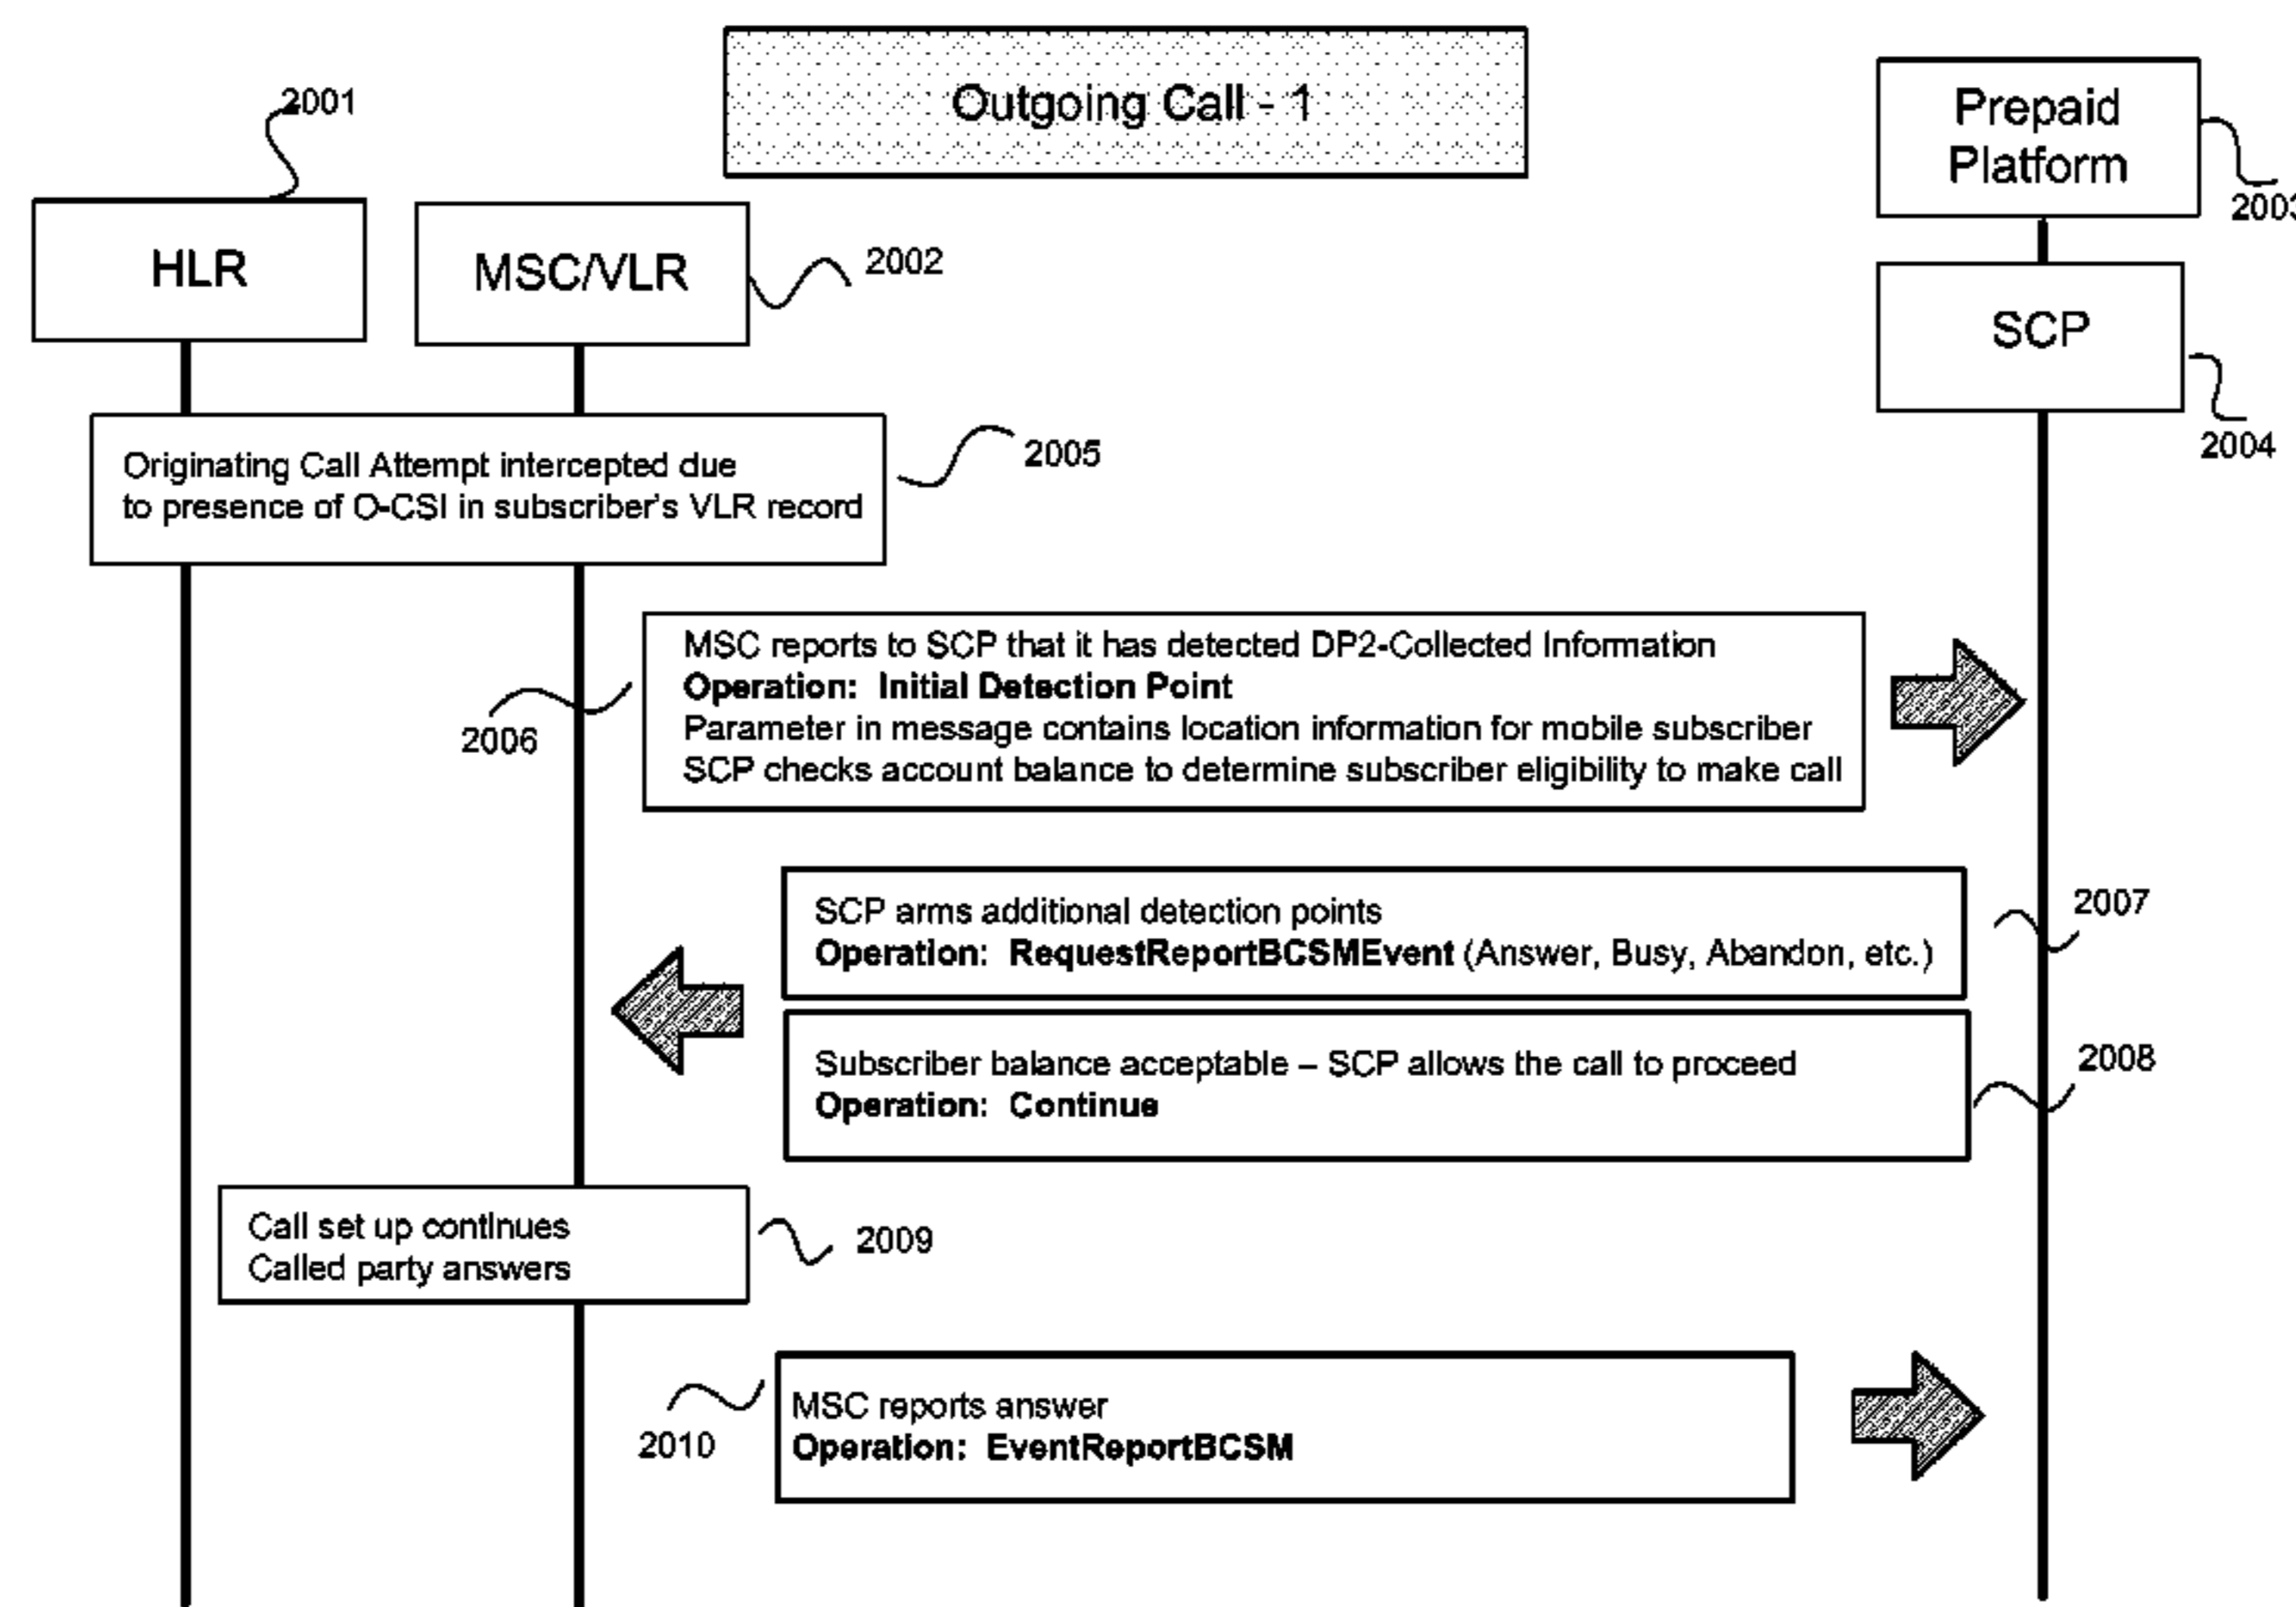 Outgoing Call - 1
2001
Prepaid
Platform
2003
HLR
MSC/VLR
2002
SCP
2004
Originating Call Attempt intercepted due
to presence of O-CSI in subscriber's VLR record
2005
MSC reports to SCP that it has detected DP2-Collected Information
Operation: Initial Detection Point
Parameter in message contains location information for mobile subscriber
SCP checks account balance to determine subscriber eligibility to make call
2006
SCP arms additional detection points
Operation: RequestReportBCSMEvent (Answer, Busy, Abandon, etc.)
2007
Subscriber balance acceptable – SCP allows the call to proceed
Operation: Continue
2008
Call set up continues
Called party answers
2009
MSC reports answer
Operation: EventReportBCSM
2010